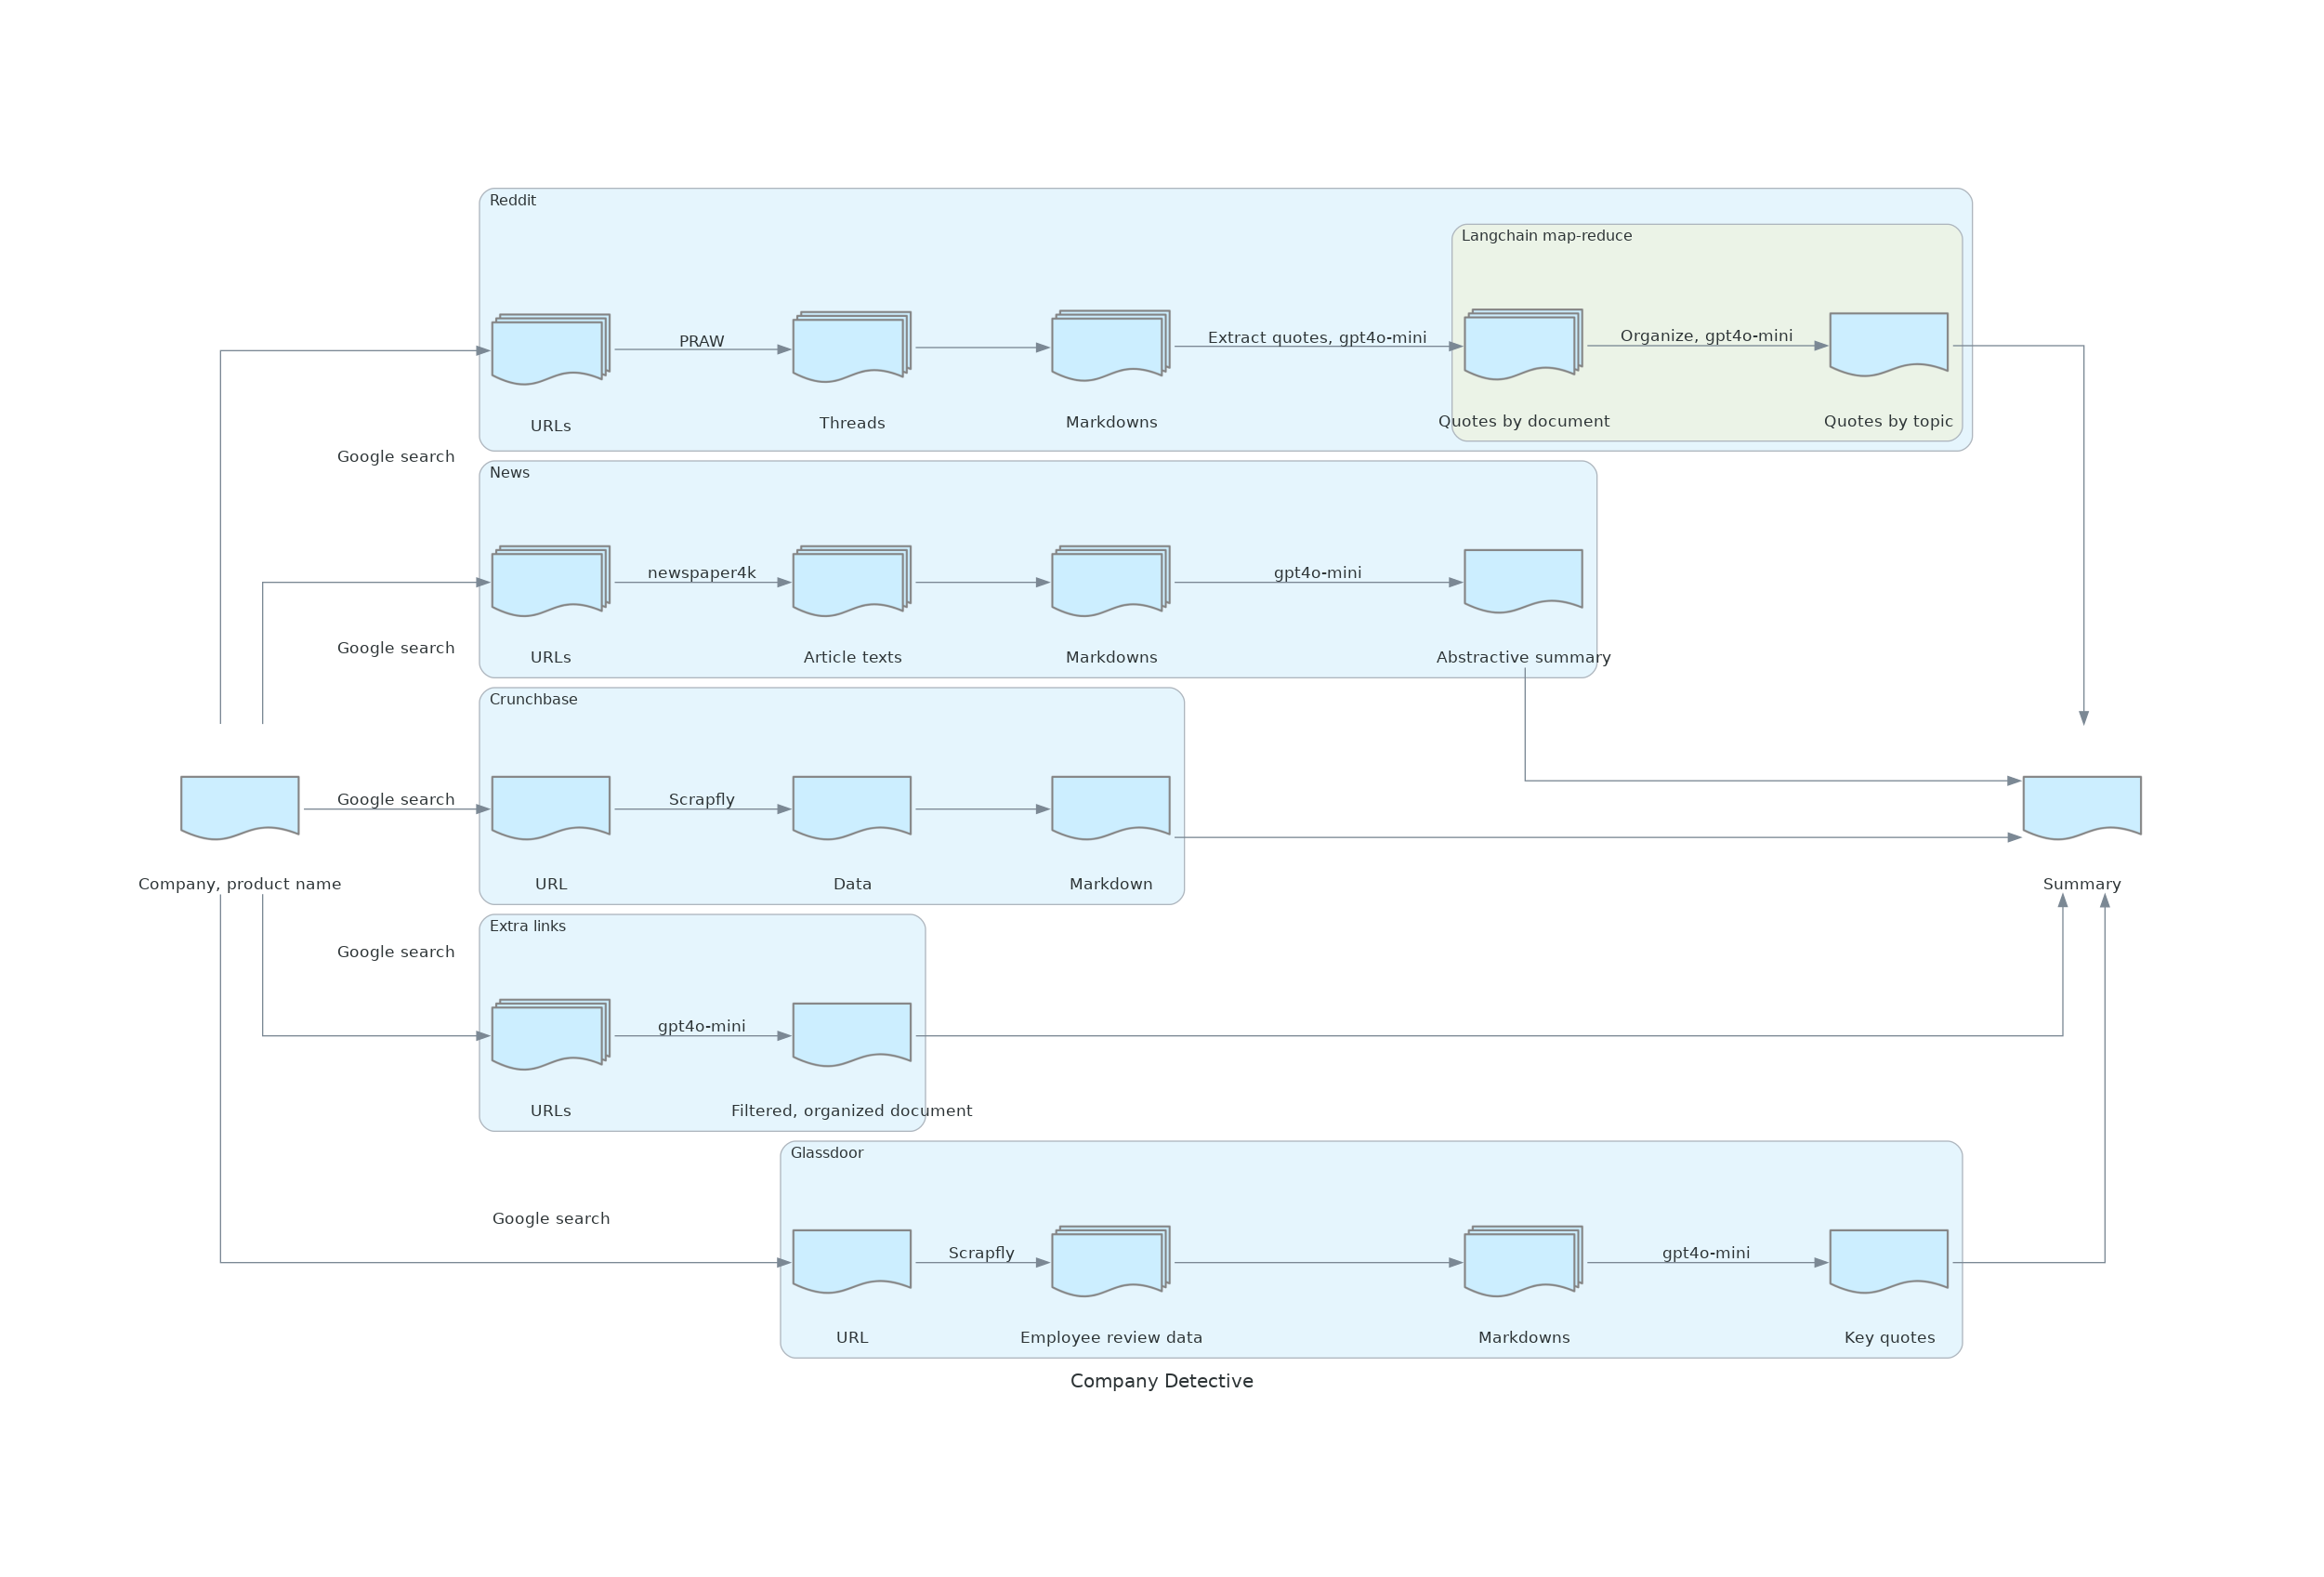 Reddit
Langchain map-reduce
PRAW
Extract quotes, gpt4o-mini
Organize, gpt4o-mini
URLs
Threads
Markdowns
Quotes by document
Quotes by topic
Google search
News
newspaper4k
gpt4o-mini
URLs
Article texts
Markdowns
Abstractive summary
Google search
Crunchbase
Google search
Scrapfly
Company, product name
URL
Data
Markdown
Summary
Extra links
Google search
gpt4o-mini
URLs
Filtered, organized document
Glassdoor
Google search
Scrapfly
gpt4o-mini
URL
Employee review data
Markdowns
Key quotes
Company Detective